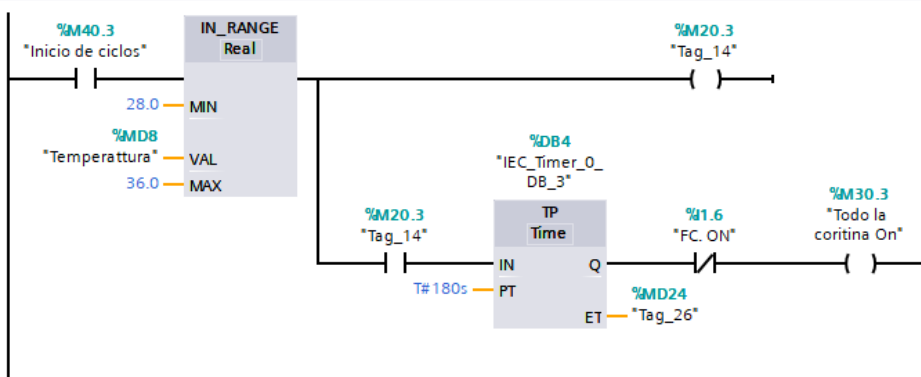 %M40.3
"Inicio de ciclos"
IN_RANGE
Real
28.0
MIN
%MD8
"Temperattura"
VAL
36.0
MAX
%M20.3
"Tag_14"
%DB4
"IEC_Timer_0_
DB_3"
%M20.3
"Tag_14"
TP
Time
IN
Q
T#180s
PT
ET
%MD24
"Tag_26"
%I1.6
"FC. ON"
%M30.3
"Todo la
coritina On"